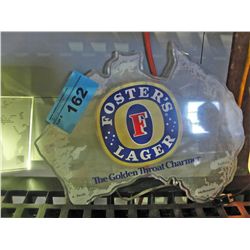 162
FOSTER'S
F
LAGER
The Golden Throat Charmer